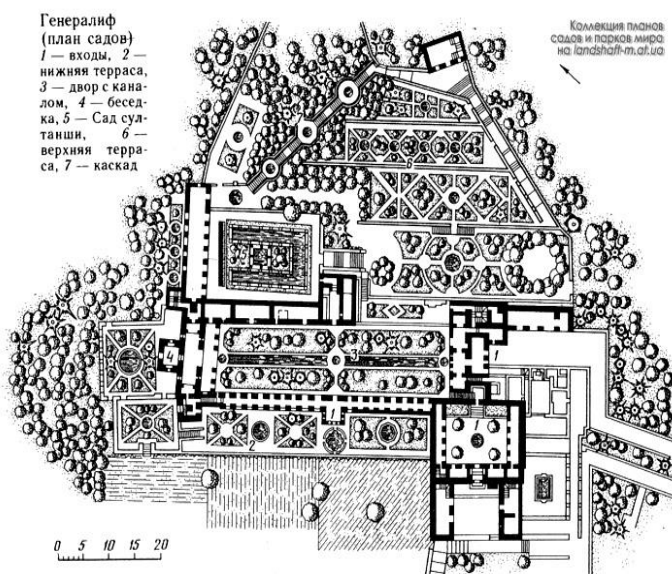 Генералиф
(план садов)
1 — входы, 2 —
нижняя терраса,
3 — двор с кана-
лом, 4 — бесед-
ка, 5 — Сад сул-
танши, 6 —
верхняя терра-
са, 7 — каскад
Коллекция планов
садов и парков мира
на landshaff-m.at.ua
6
5
4
3
1
1
1
2
0 5 10 15 20